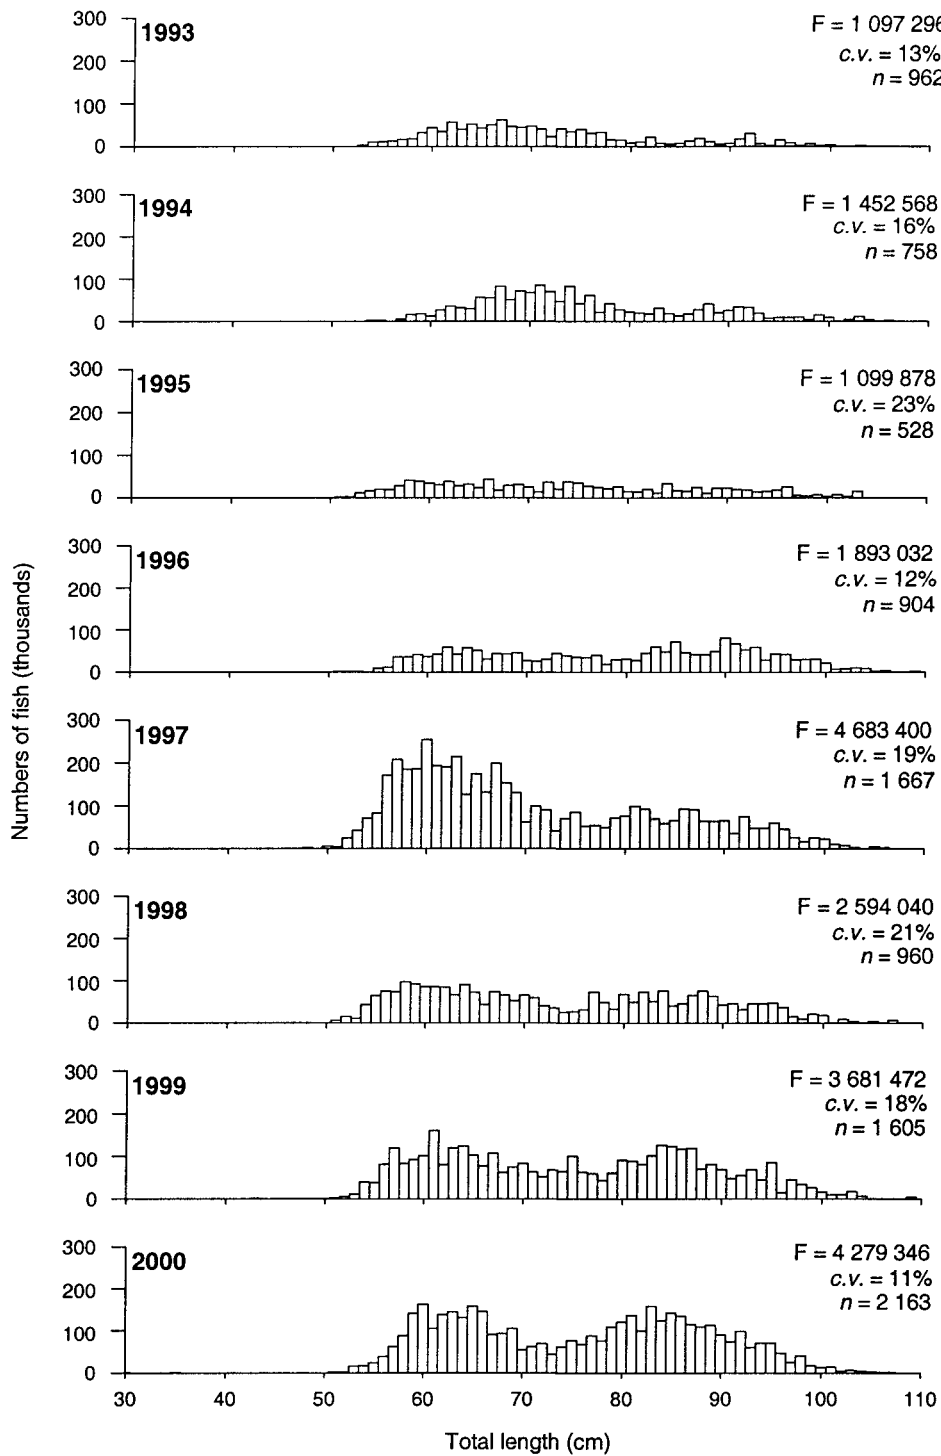 300
200
100
0
1993
F = 1 097 296
c.v. = 13%
n = 962
300
200
100
0
1994
F = 1 452 568
c.v. = 16%
n = 758
300
200
100
0
1995
F = 1 099 878
c.v. = 23%
n = 528
300
200
100
0
1996
F = 1 893 032
c.v. = 12%
n = 904
Numbers of fish (thousands)
300
200
100
0
1997
F = 4 683 400
c.v. = 19%
n = 1 667
300
200
100
0
1998
F = 2 594 040
c.v. = 21%
n = 960
300
200
100
0
1999
F = 3 681 472
c.v. = 18%
n = 1 605
300
200
100
0
2000
F = 4 279 346
c.v. = 11%
n = 2 163
30 40 50 60 70 80 90 100 110
Total length (cm)